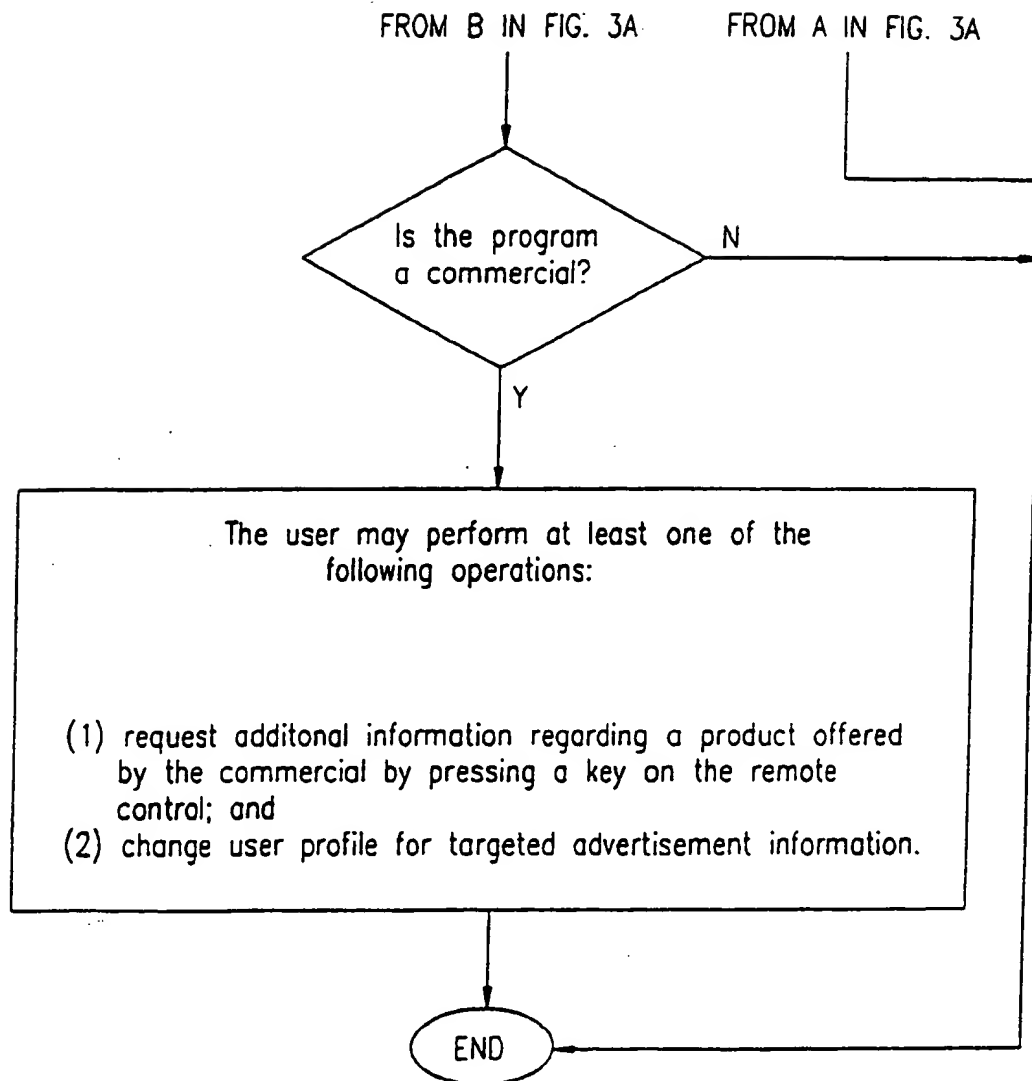 FROM B IN FIG. 3A
FROM A IN FIG. 3A
Is the program
a commercial?
N
Y
The user may perform at least one of the
following operations:
(1) request additonal information regarding a product offered
by the commercial by pressing a key on the remote
control; and
(2) change user profile for targeted advertisement information.
END